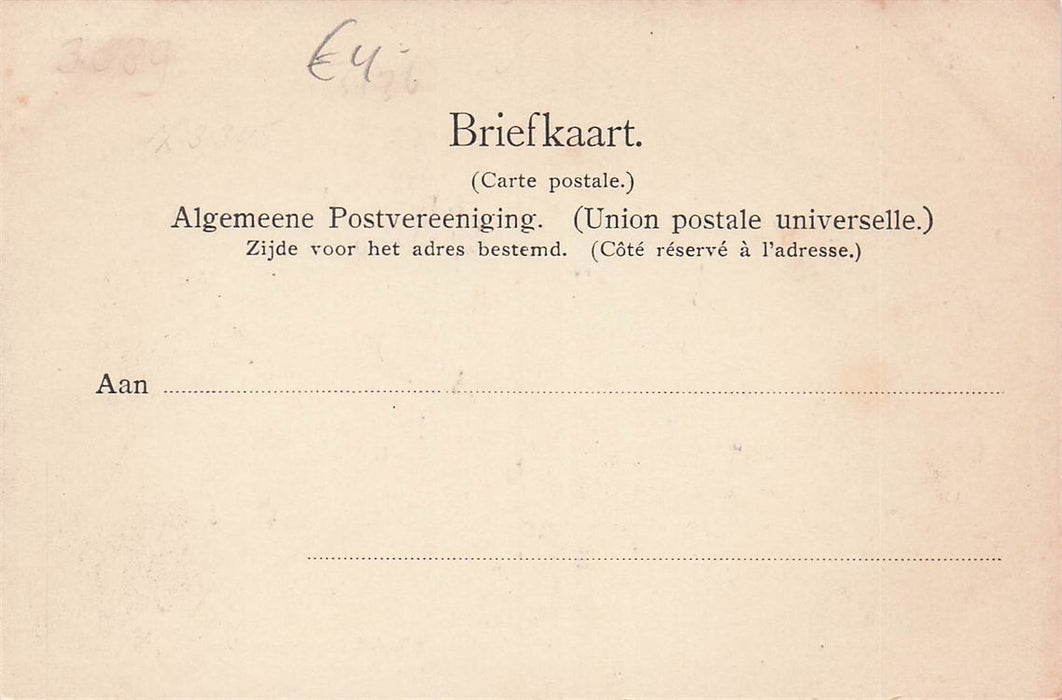 €4-
Briefkaart.
(Carte postale.)
Algemeene Postvereeniging. (Union postale universelle.)
Zijde voor het adres bestemd. (Côté réservé à l'adresse.)
Aan